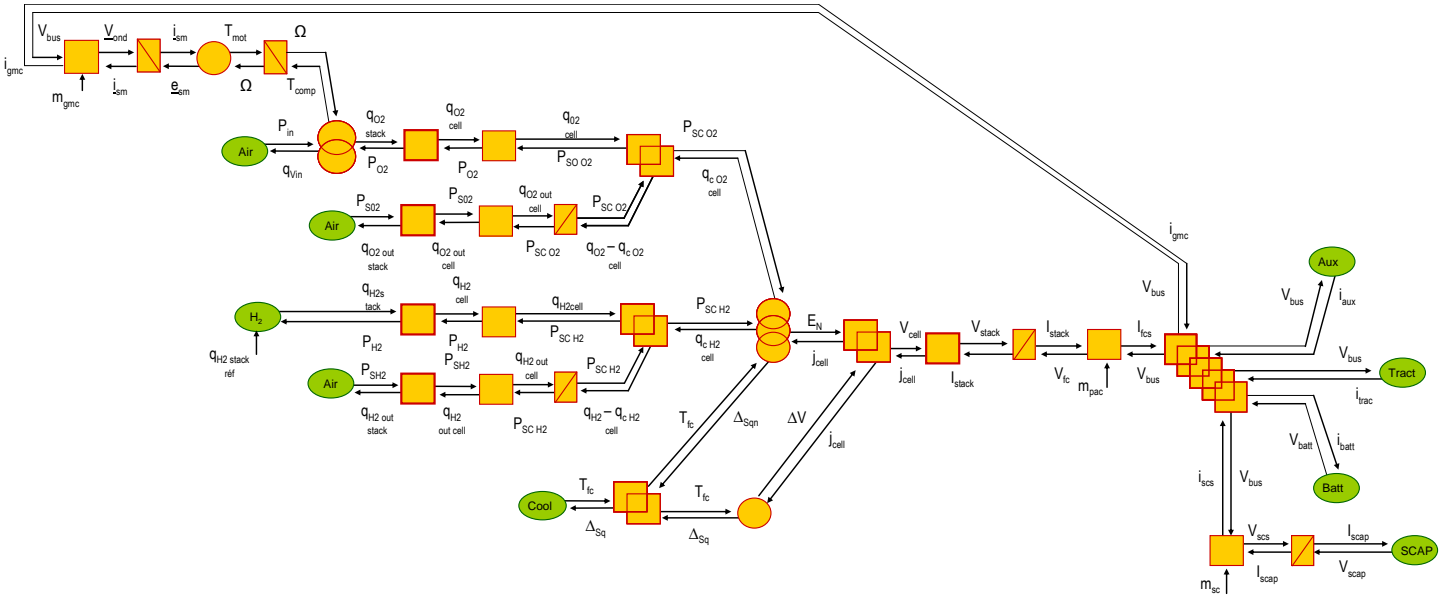 V_bus V_ond i_sm T_mot Ω
i_gmc i_sm e_sm Ω T_comp
m_gmc
P_in q_O2 stack q_O2 cell q_02 cell P_SC O2
Air
q_Vin P_O2 P_O2 P_SO O2 q_c O2 cell
P_S02 P_S02 q_O2 out cell P_SC O2
Air
q_O2 out stack q_O2 out cell P_SC O2 q_O2 – q_c O2 cell
i_gmc
V_bus V_bus Aux i_aux
q_H2s tack q_H2 cell q_H2cell P_SC H2
H_2
P_H2 P_H2 P_SC H2 q_c H2 cell
q_H2 stack réf
E_N V_cell V_stack I_stack I_fcs
j_cell j_cell I_stack V_fc V_bus
m_pac
V_bus Tract
i_trac
P_SH2 P_SH2 q_H2 out cell P_SC H2
Air
q_H2 out stack q_H2 out cell P_SC H2 q_H2 – q_c H2 cell
T_fc Δ_Sqn ΔV j_cell
V_batt i_batt
Batt
i_scs V_bus
T_fc T_fc
Cool
Δ_Sq Δ_Sq
V_scs I_scap
SCAP
I_scap V_scap
m_sc